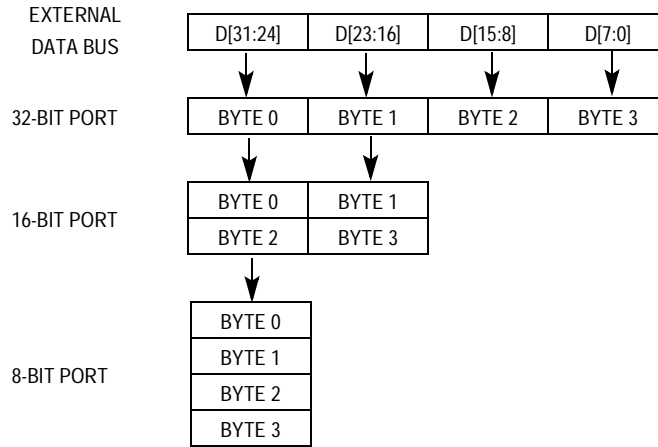 EXTERNAL
DATA BUS
D[31:24] D[23:16] D[15:8] D[7:0]
32-BIT PORT BYTE 0 BYTE 1 BYTE 2 BYTE 3
16-BIT PORT
BYTE 0 BYTE 1
BYTE 2 BYTE 3
8-BIT PORT
BYTE 0
BYTE 1
BYTE 2
BYTE 3